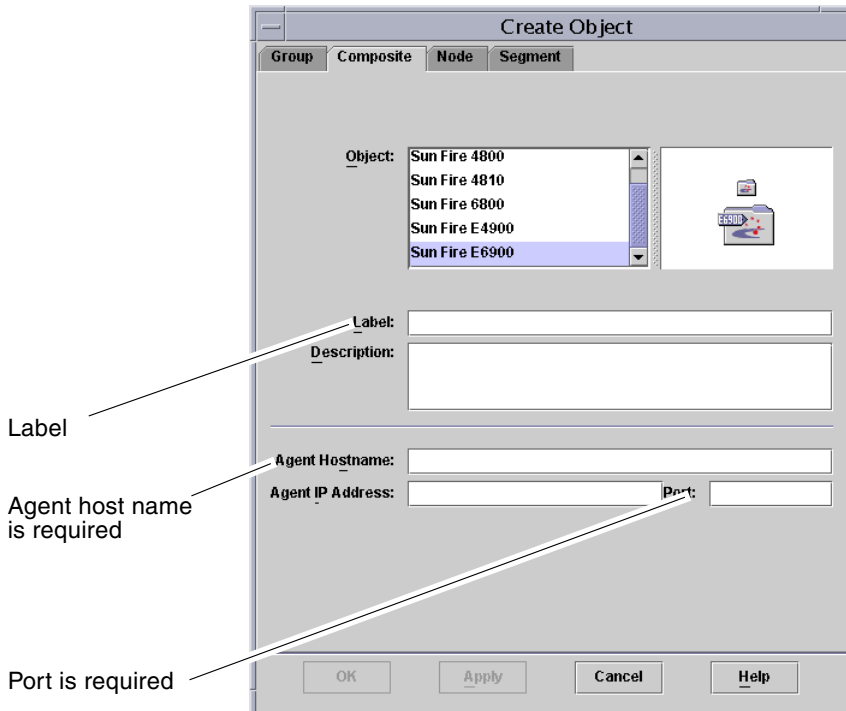 Create Object
Group Composite Node Segment
Object:
Sun Fire 4800
Sun Fire 4810
Sun Fire 6800
Sun Fire E4900
Sun Fire E6900
E6900
Label:
Description:
Label
Agent Hostname:
Agent IP Address: Port:
Agent host name
is required
Port is required
OK Apply Cancel Help